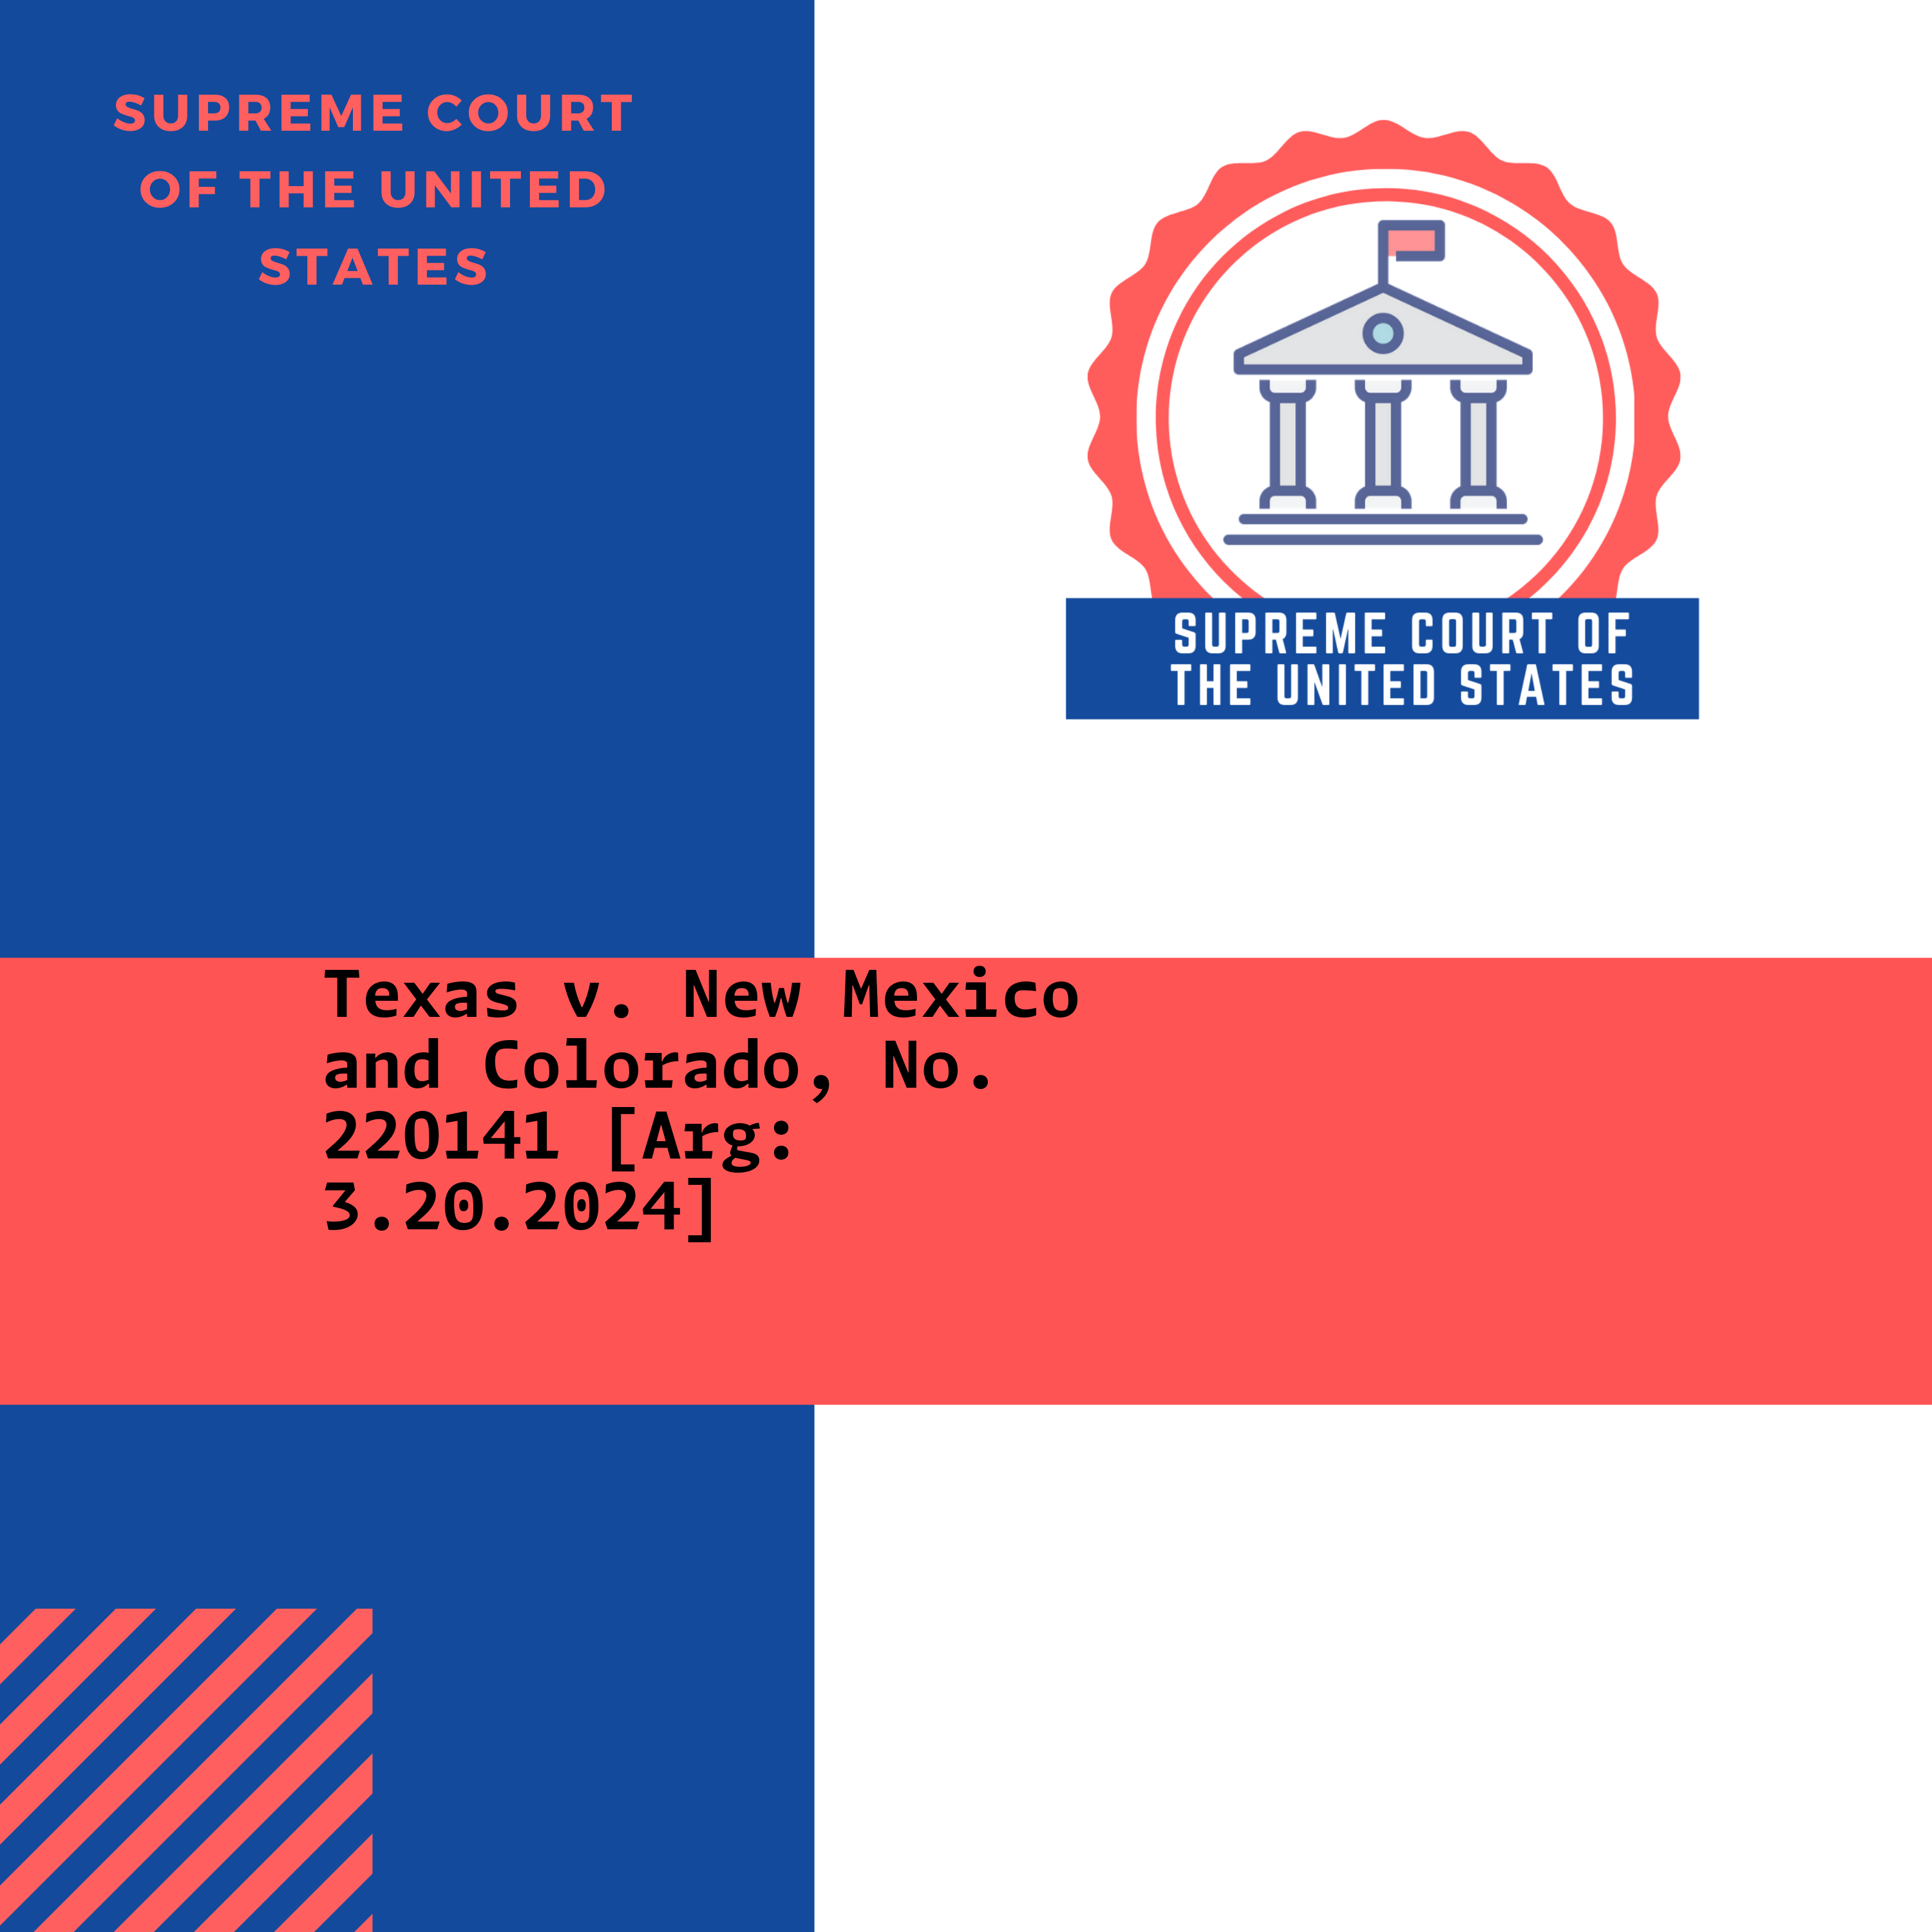 SUPREME COURT
OF THE UNITED
STATES
SUPREME COURT OF
THE UNITED STATES
Texas v. New Mexico
and Colorado, No.
220141 [Arg:
3.20.2024]